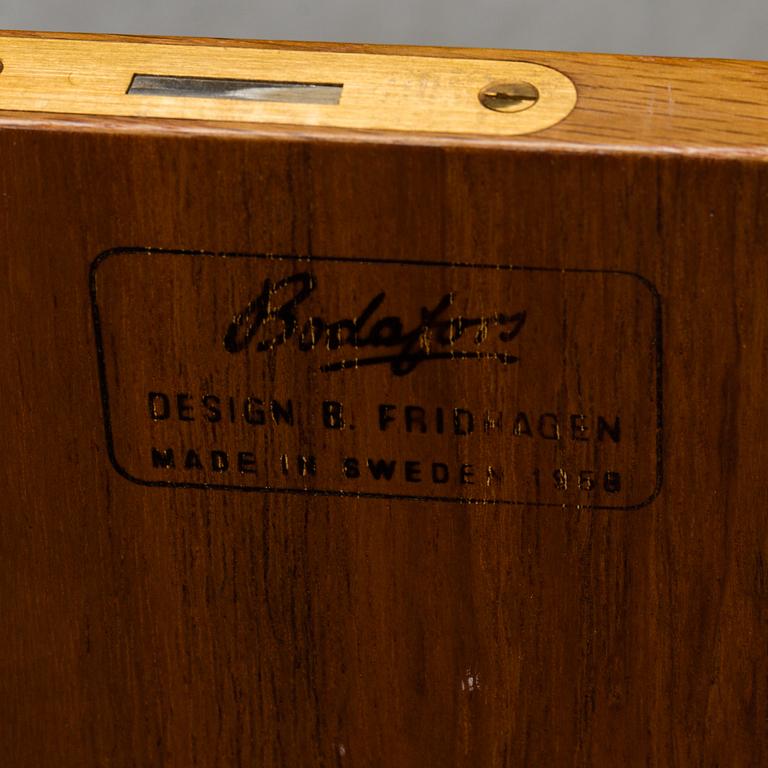 Bodafors
DESIGN B. FRIDHAGEN
MADE IN SWEDEN 1958